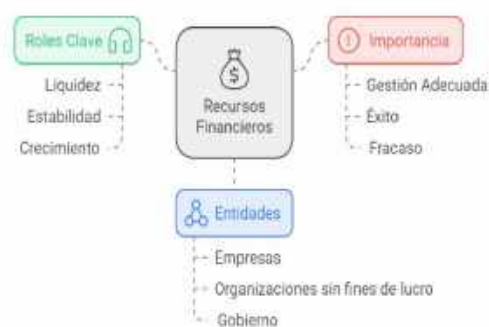 Roles Clave
Liquidez
Estabilidad
Crecimiento
$
Recursos
Financieros
Importancia
Gestión Adecuada
Éxito
Fracaso
Entidades
Empresas
Organizaciones sin fines de lucro
Gobierno